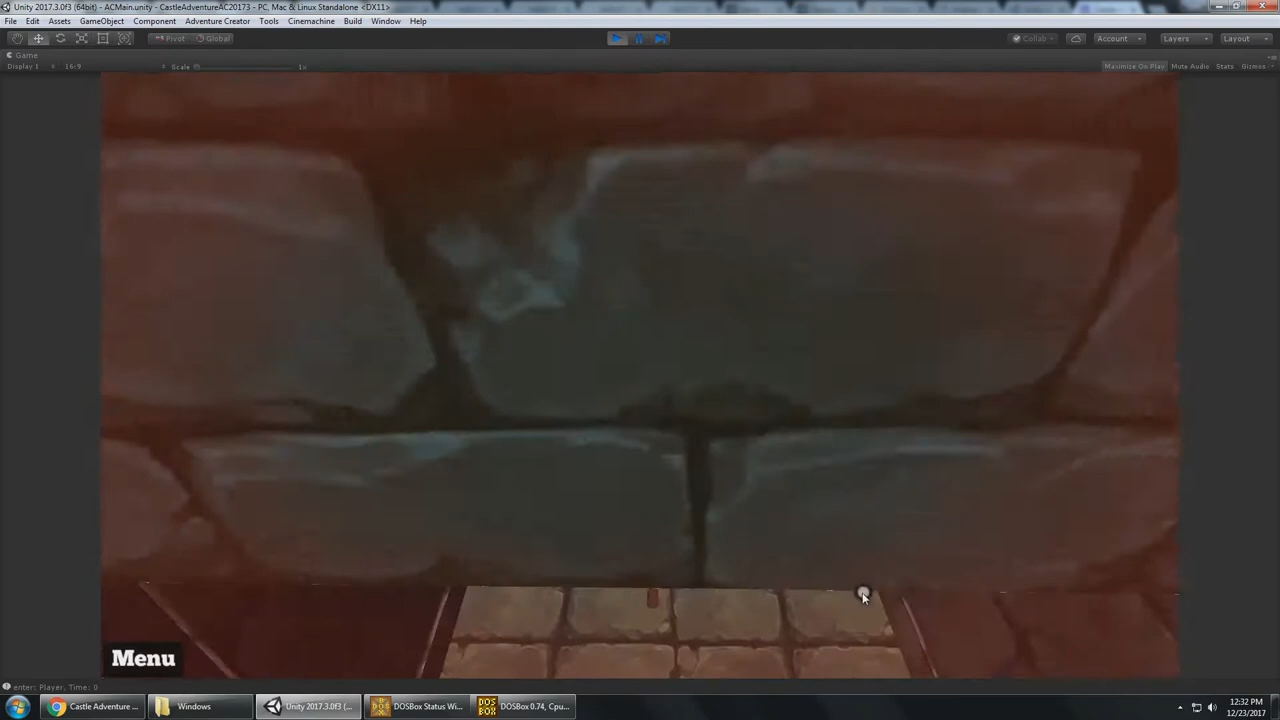 Unity 2017.3.0f3 (64bit) - ACMain.unity - CastleAdventureAC20173 - PC, Mac & Linux Standalone <DX11>
File Edit Assets GameObject Adventure Creator Component Tools Cinemachine Build Window Help
Pivot Global Collab Account Layers Layout
Game
Display 1 16:9 Scale 1× Maximize On Play Mute Audio Stats Gizmos
Menu
enter: Player, Time: 0
Castle Adventure ... Windows Unity 2017.3.0f3 (... DOSBox Status Wi... DOSBox 0.74, Cpu... 12:32 PM
12/23/2017